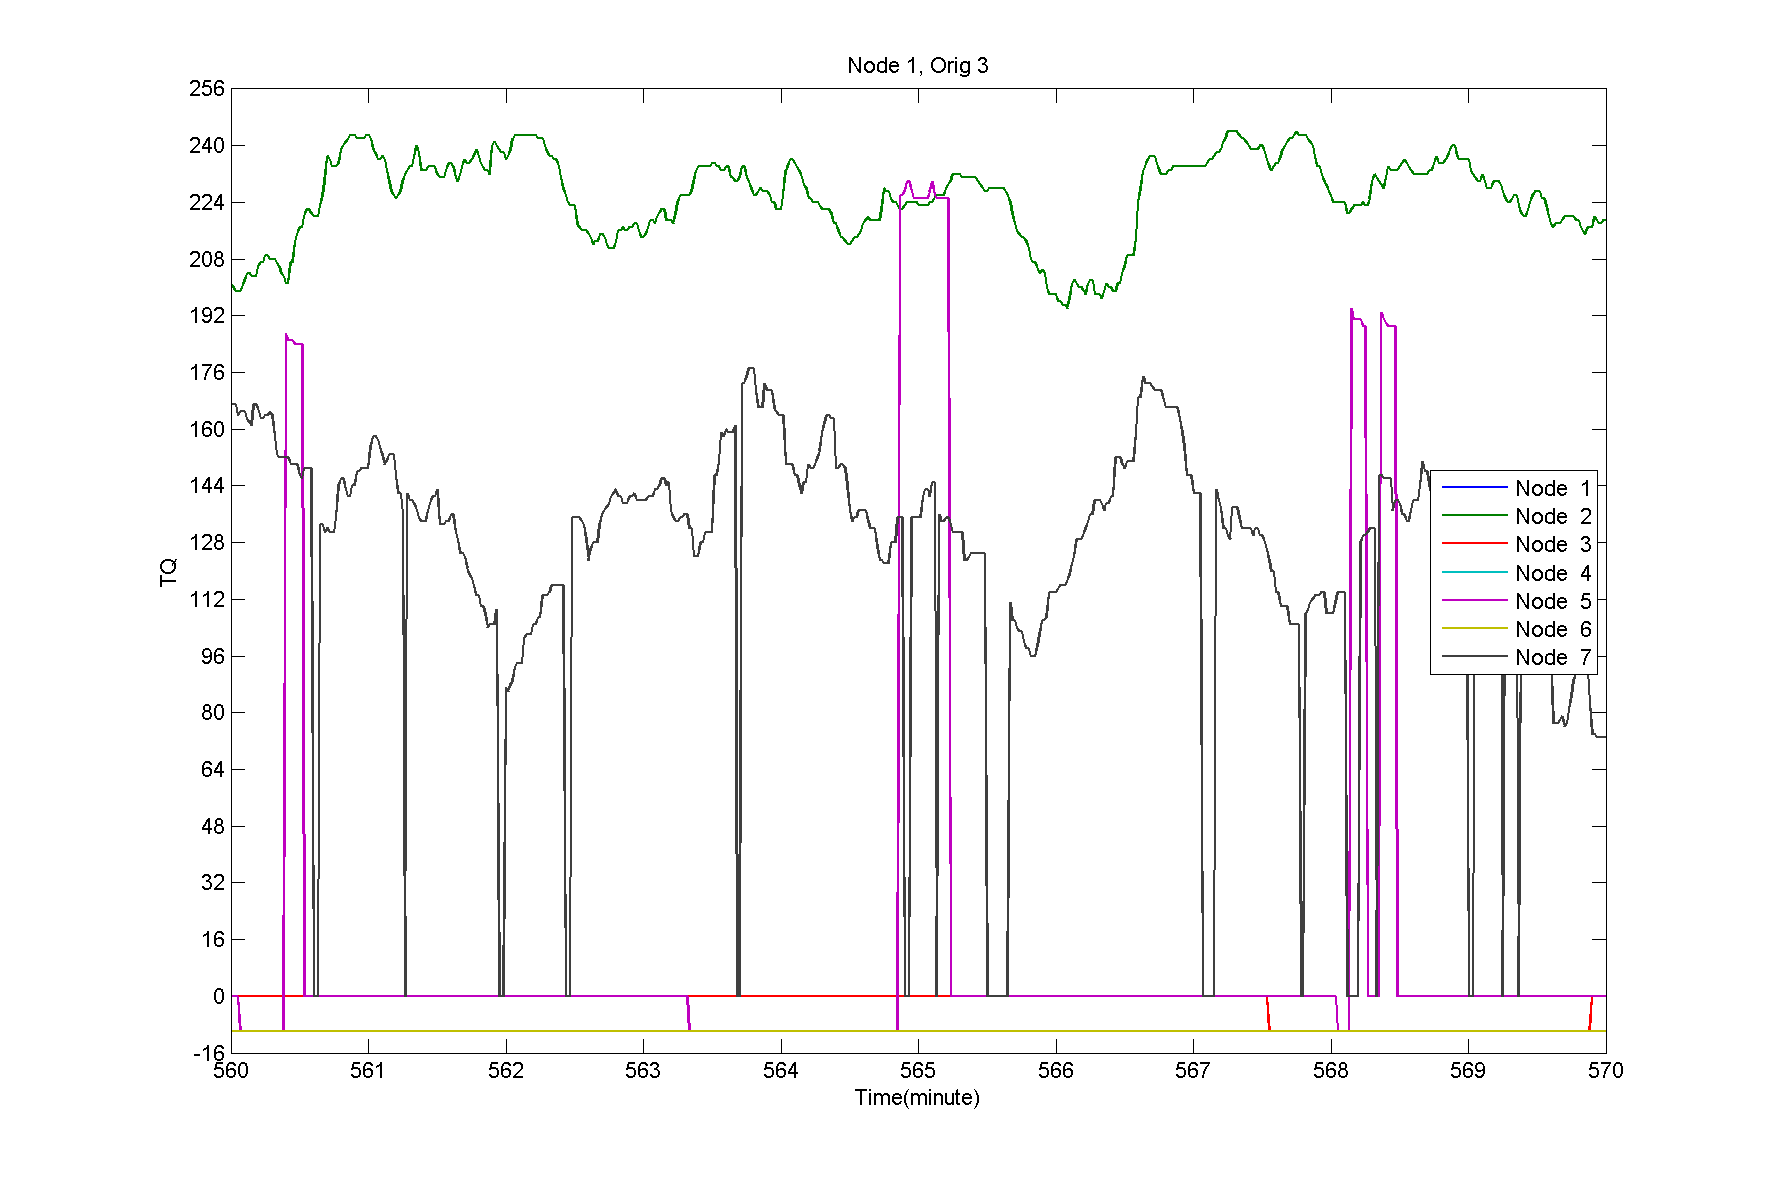 Node 1, Orig 3
256
240
224
208
192
176
160
144
128
112
96
80
64
48
32
16
0
-16
TQ
560 561 562 563 564 565 566 567 568 569 570
Time(minute)
Node 1
Node 2
Node 3
Node 4
Node 5
Node 6
Node 7